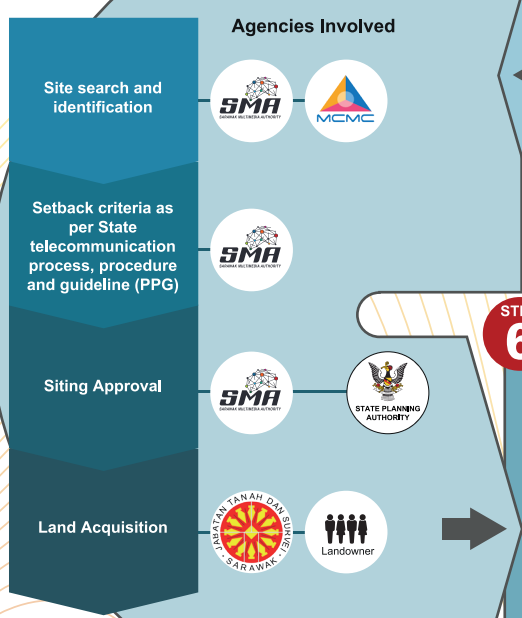 Agencies Involved
Site search and
identification
SMA
SARAWAK MULTIMEDIA AUTHORITY
MCMC
Setback criteria as
per State
telecommunication
process, procedure
and guideline (PPG)
SMA
SARAWAK MULTIMEDIA AUTHORITY
Siting Approval
SMA
SARAWAK MULTIMEDIA AUTHORITY
STATE PLANNING
AUTHORITY
6
Land Acquisition
JABATAN TANAH DAN SURVEI
SARAWAK
Landowner